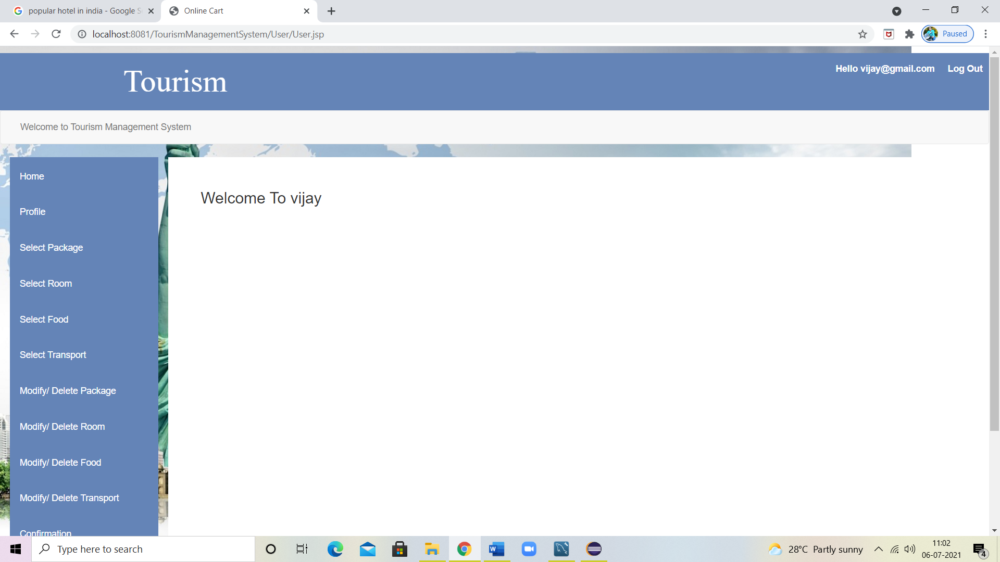 popular hotel in india - Google S
Online Cart
localhost:8081/TourismManagementSystem/User/User.jsp
Paused
Tourism
Hello vijay@gmail.com
Log Out
Welcome to Tourism Management System
Home
Profile
Select Package
Select Room
Select Food
Select Transport
Modify/ Delete Package
Modify/ Delete Room
Modify/ Delete Food
Modify/ Delete Transport
Confirmation
Welcome To vijay
Type here to search
28°C Partly sunny
11:02
06-07-2021
4